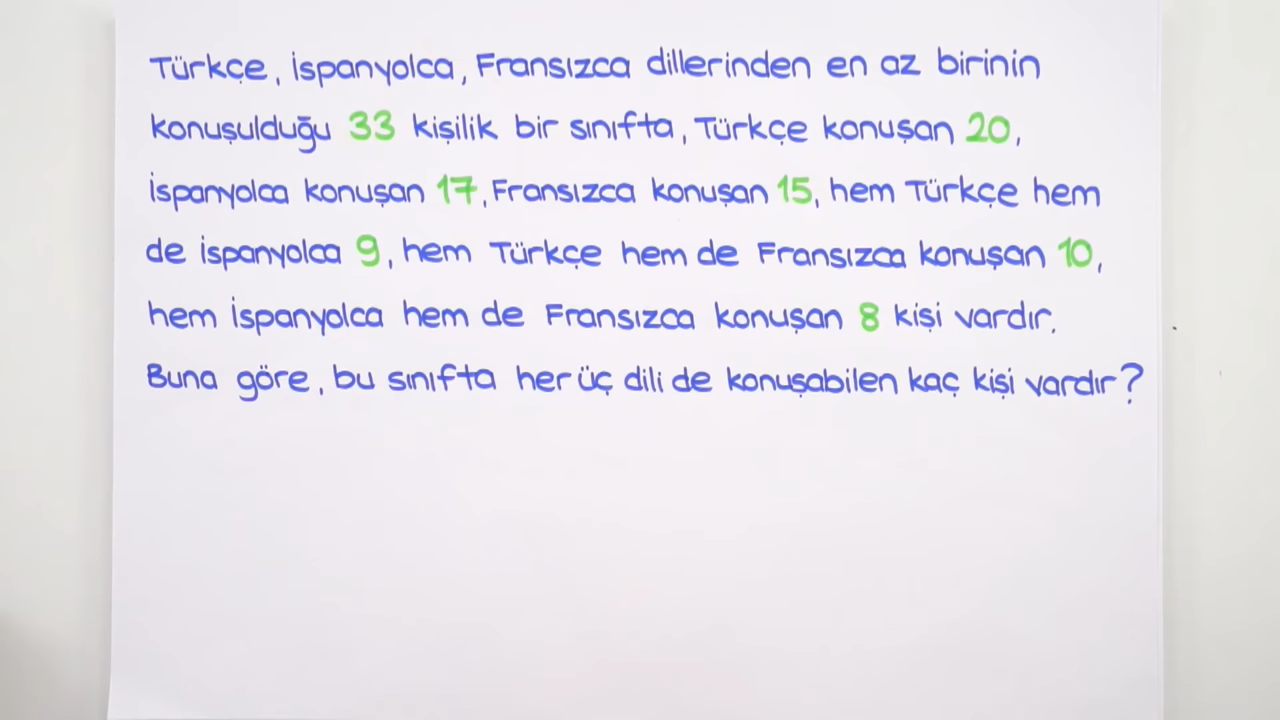 Türkçe, İspanyolca, Fransızca dillerinden en az birinin
konuşulduğu 33 kişilik bir sınıfta, Türkçe konuşan 20,
İspanyolca konuşan 17, Fransızca konuşan 15, hem Türkçe hem
de İspanyolca 9, hem Türkçe hem de Fransızca konuşan 10,
hem İspanyolca hem de Fransızca konuşan 8 kişi vardır.
Buna göre, bu sınıfta her üç dili de konuşabilen kaç kişi vardır?